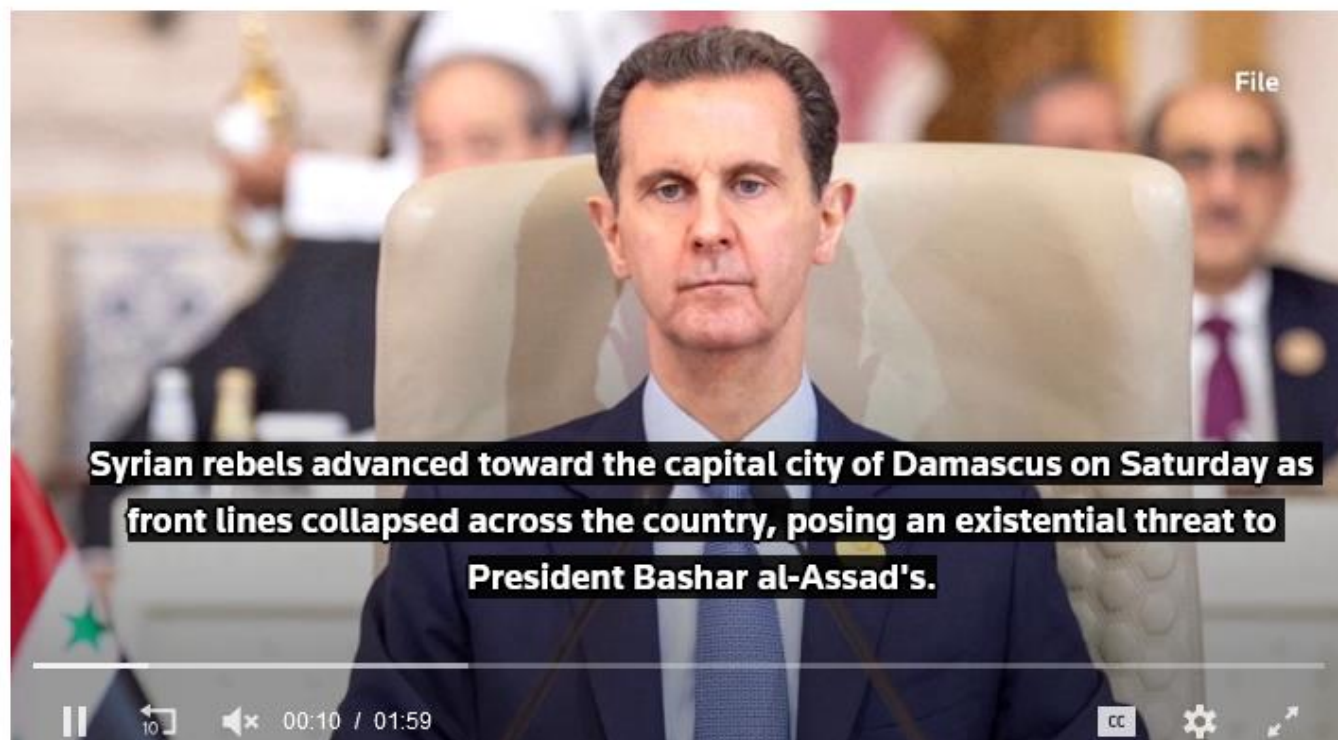 File
Syrian rebels advanced toward the capital city of Damascus on Saturday as
front lines collapsed across the country, posing an existential threat to
President Bashar al-Assad's.
10
00:10 / 01:59
CC